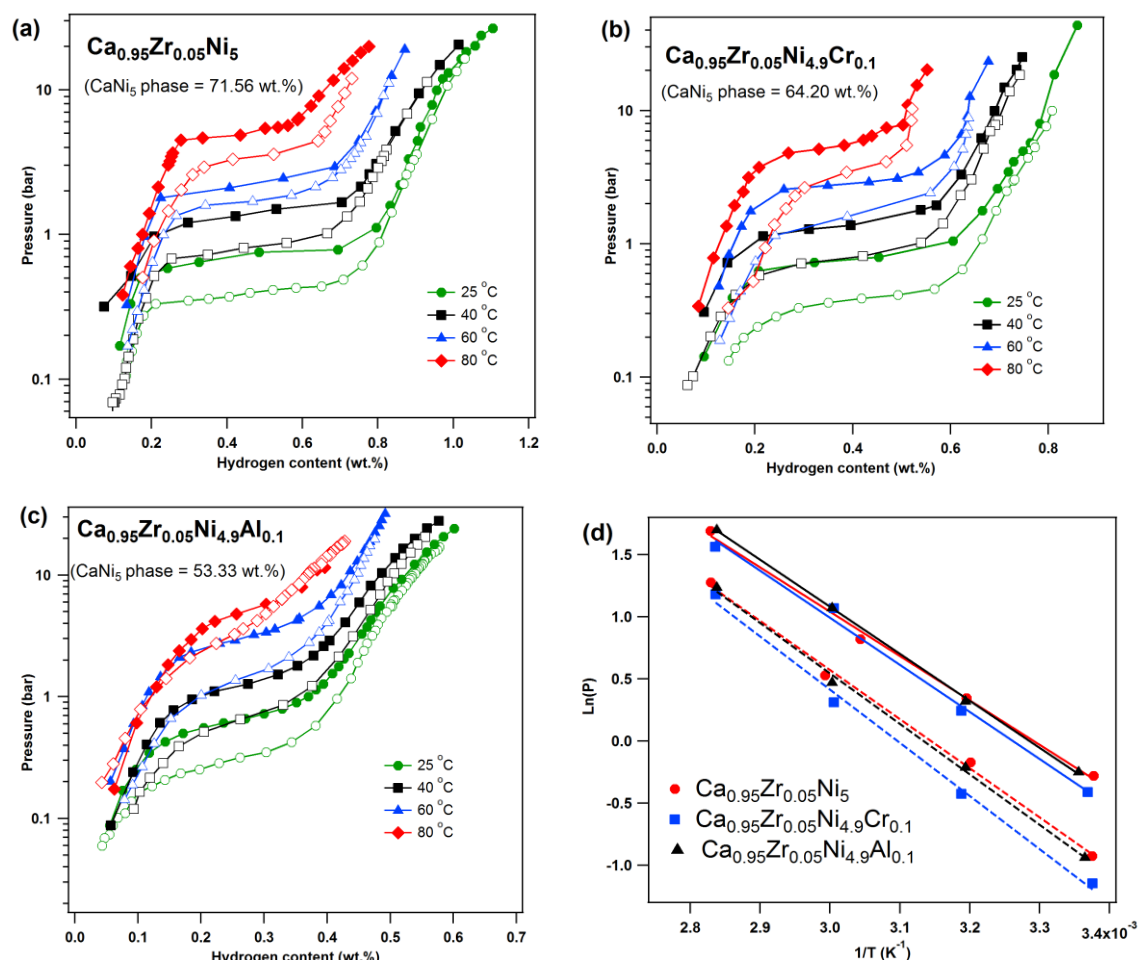 (a)
Ca0.95Zr0.05Ni5
(CaNi5 phase = 71.56 wt.%)
Pressure (bar)
10
1
0.1
25 °C
40 °C
60 °C
80 °C
0.0 0.2 0.4 0.6 0.8 1.0 1.2
Hydrogen content (wt.%)
(b)
Ca0.95Zr0.05Ni4.9Cr0.1
(CaNi5 phase = 64.20 wt.%)
Pressure (bar)
10
1
0.1
25 °C
40 °C
60 °C
80 °C
0.0 0.2 0.4 0.6 0.8
Hydrogen content (wt.%)
(c)
Ca0.95Zr0.05Ni4.9Al0.1
(CaNi5 phase = 53.33 wt.%)
Pressure (bar)
10
1
0.1
25 °C
40 °C
60 °C
80 °C
0.0 0.1 0.2 0.3 0.4 0.5 0.6 0.7
Hydrogen content (wt.%)
(d)
Ln(P)
1.5
1.0
0.5
0.0
-0.5
-1.0
Ca0.95Zr0.05Ni5
Ca0.95Zr0.05Ni4.9Cr0.1
Ca0.95Zr0.05Ni4.9Al0.1
2.8 2.9 3.0 3.1 3.2 3.3 3.4x10-3
1/T (K-1)